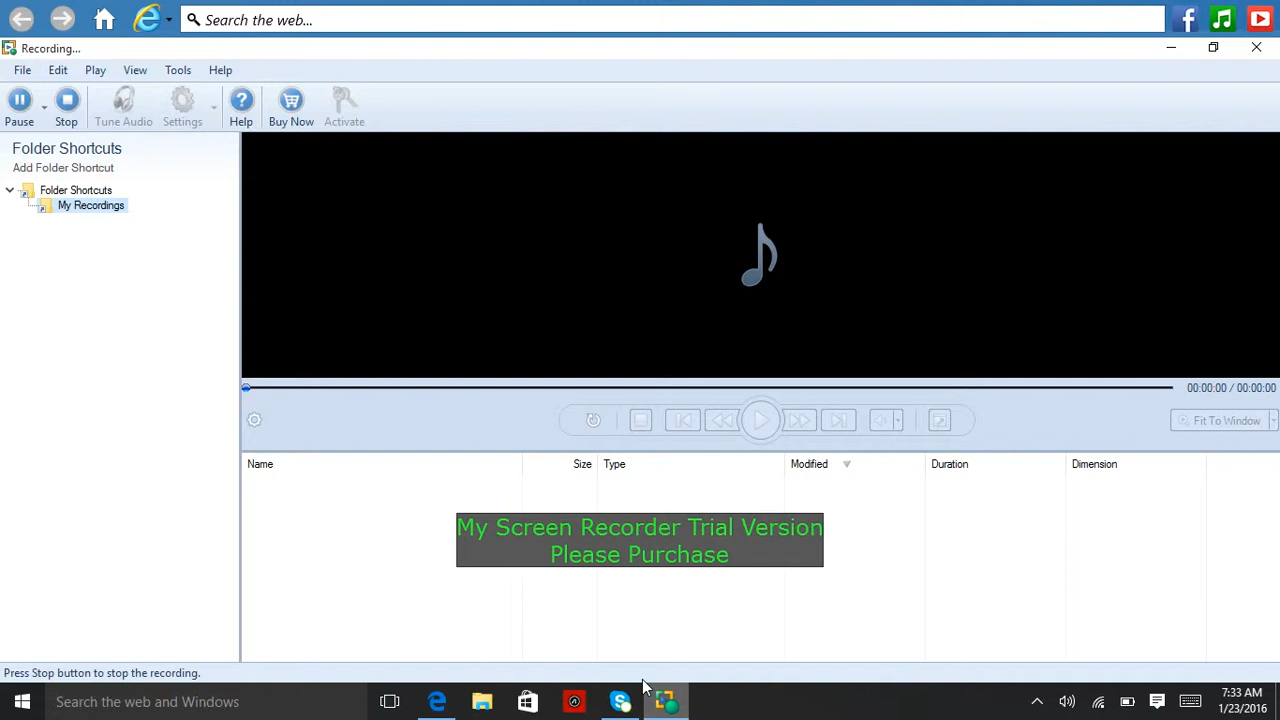 Search the web...
Recording...
File Edit Play View Tools Help
Pause Stop Tune Audio Settings Help Buy Now Activate
Folder Shortcuts
Add Folder Shortcut
Folder Shortcuts
My Recordings
00:00:00 / 00:00:00
Fit To Window
Name Size Type Modified Duration Dimension
My Screen Recorder Trial Version
Please Purchase
Press Stop button to stop the recording.
Search the web and Windows
7:33 AM
1/23/2016